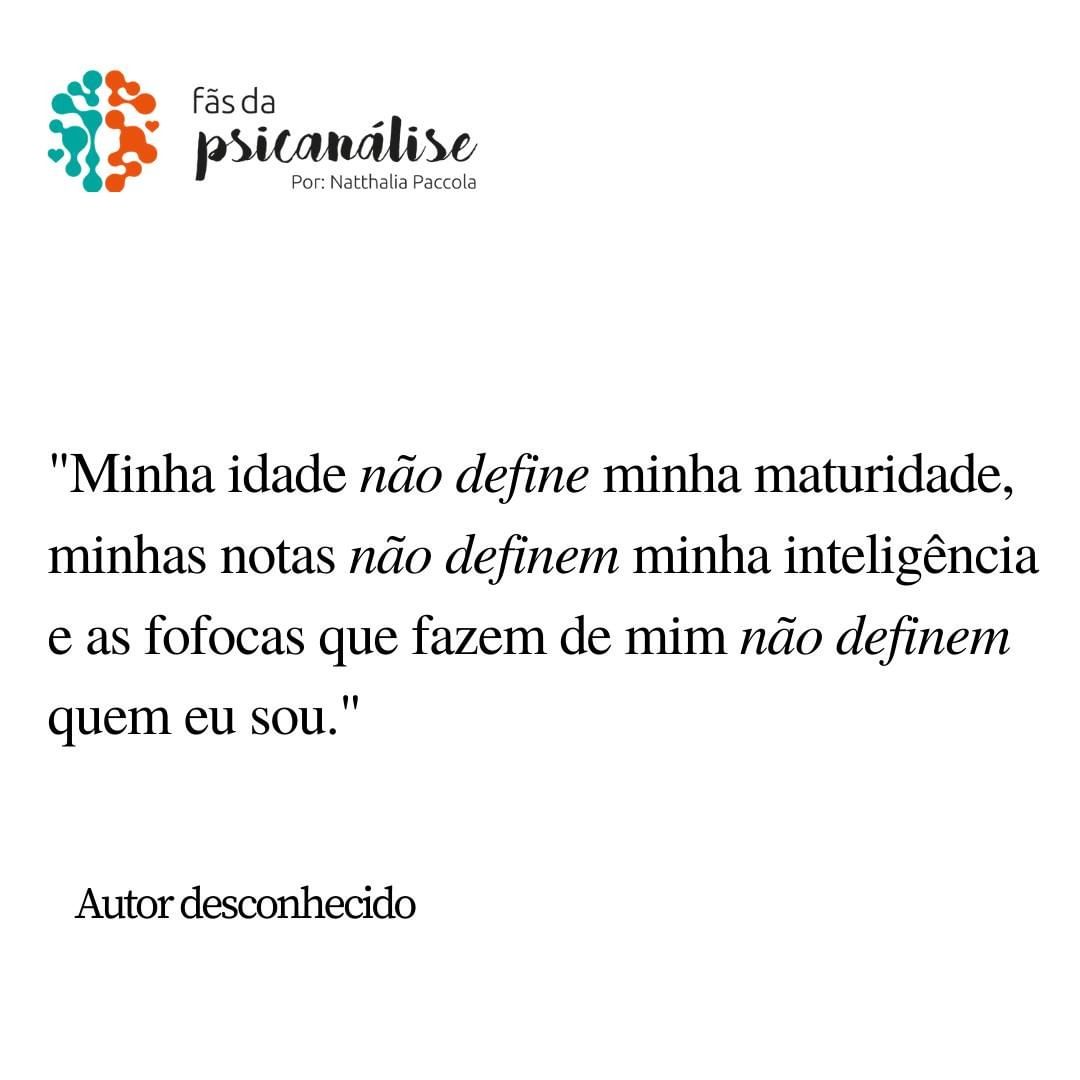 fãs da
psicanálise
Por: Natthalia Paccola
"Minha idade não define minha maturidade,
minhas notas não definem minha inteligência
e as fofocas que fazem de mim não definem
quem eu sou."
Autor desconhecido